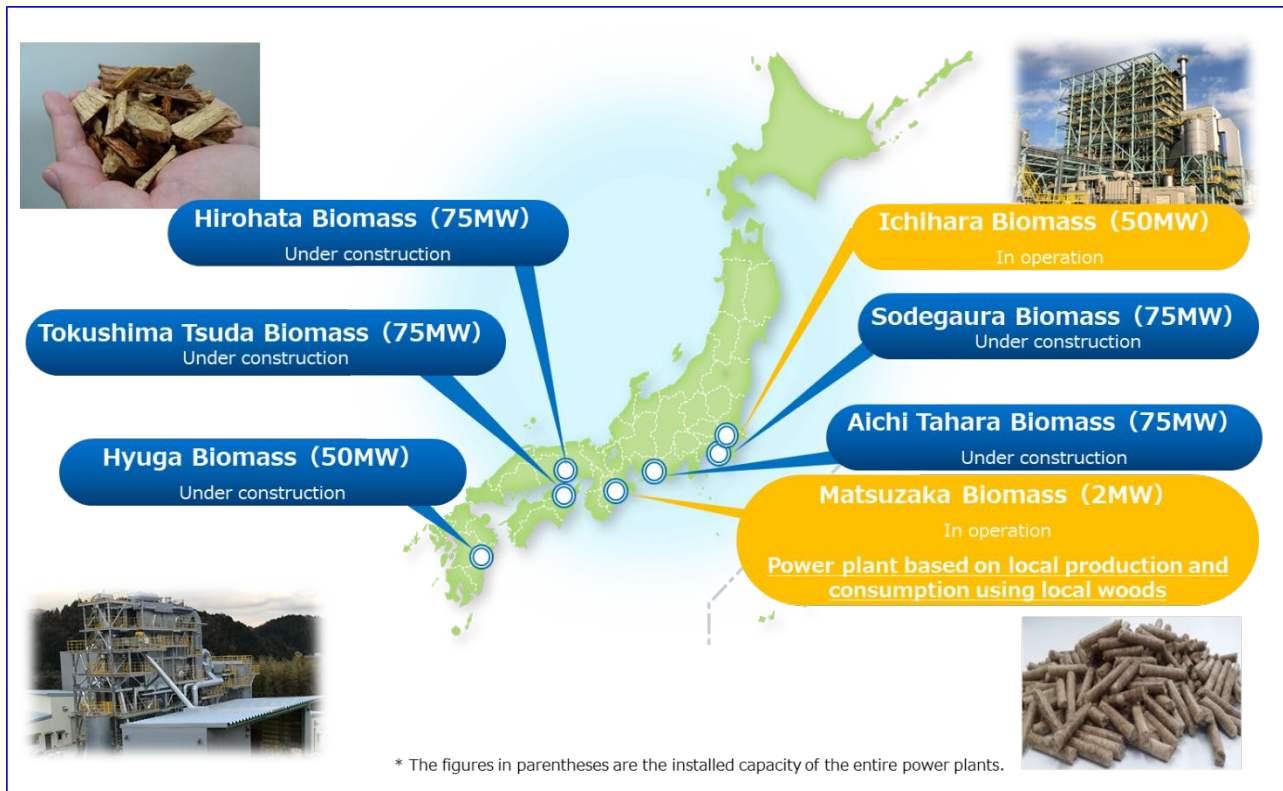 Hirohata Biomass（75MW）
Under construction
Tokushima Tsuda Biomass（75MW）
Under construction
Hyuga Biomass（50MW）
Under construction
Ichihara Biomass（50MW）
In operation
Sodegaura Biomass（75MW）
Under construction
Aichi Tahara Biomass（75MW）
Under construction
Matsuzaka Biomass（2MW）
In operation
Power plant based on local production and
consumption using local woods
* The figures in parentheses are the installed capacity of the entire power plants.